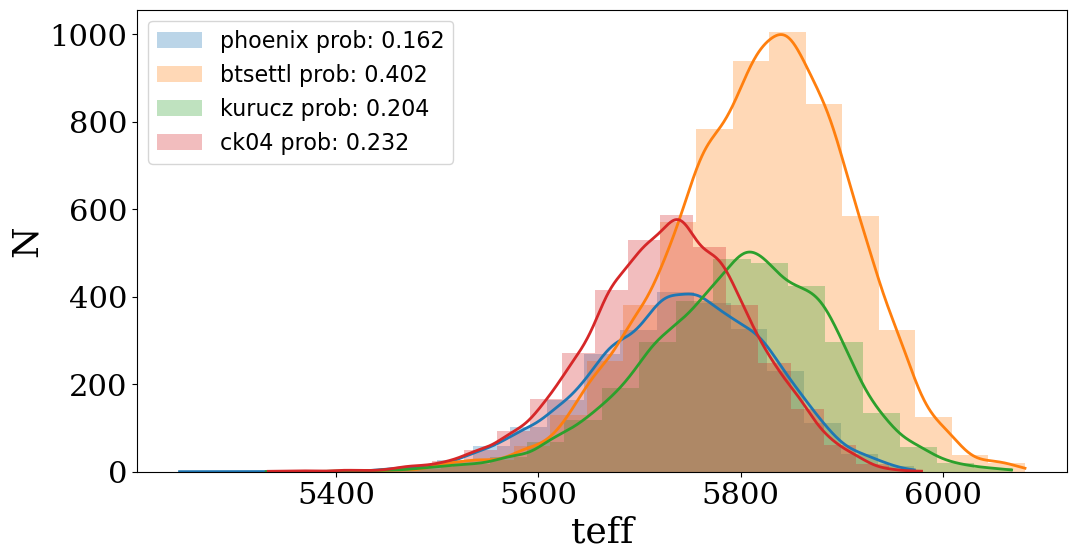 phoenix prob: 0.162
btsettl prob: 0.402
kurucz prob: 0.204
ck04 prob: 0.232
1000
800
600
400
200
0
N
5400 5600 5800 6000
teff